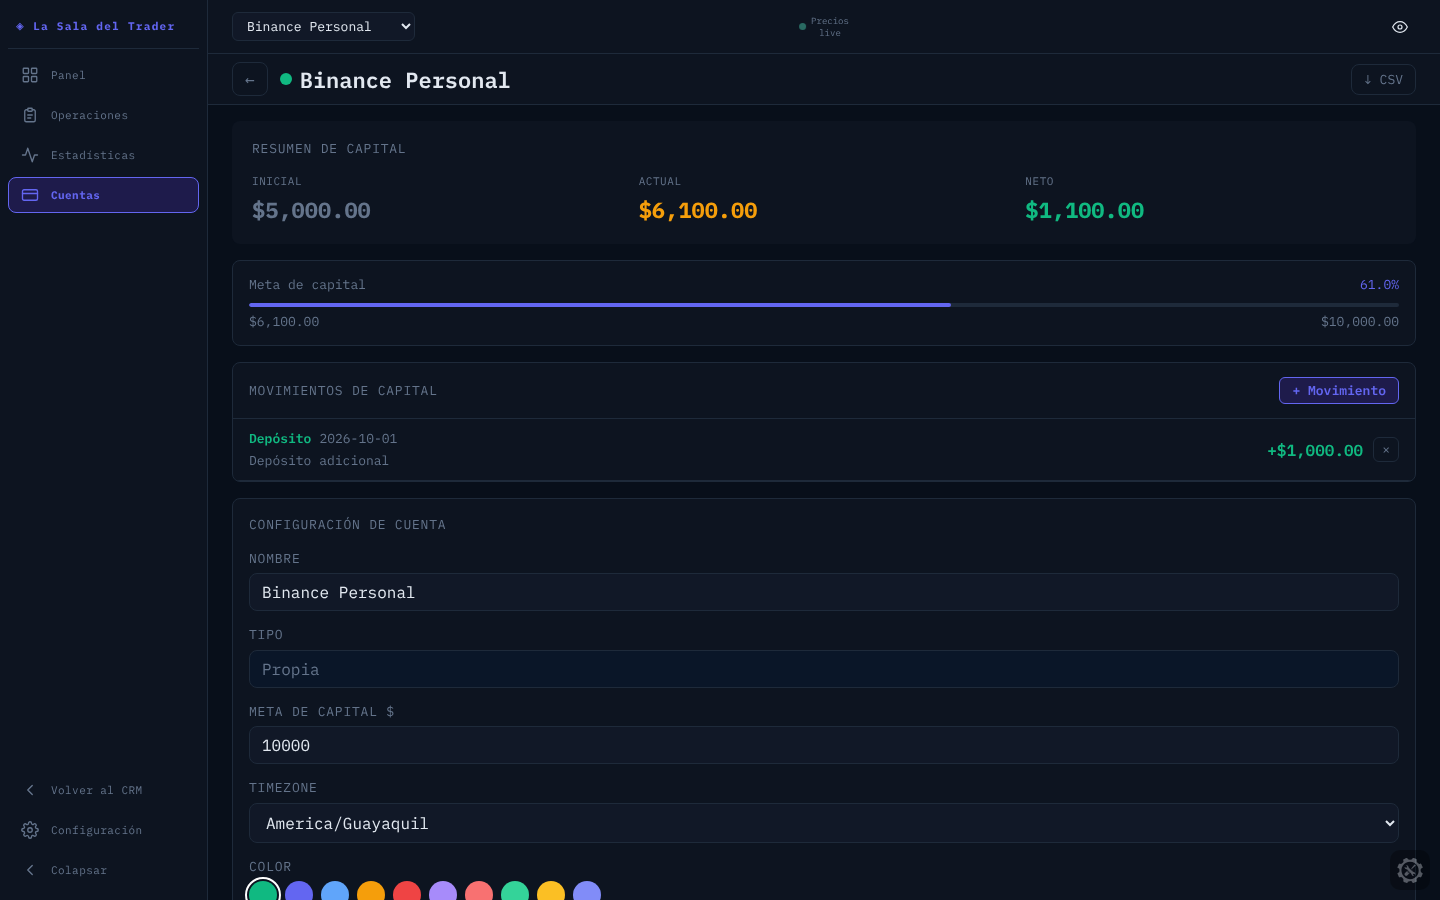 ◈ La Sala del Trader
Panel
Operaciones
Estadísticas
Cuentas
Volver al CRM
Configuración
Colapsar
Binance Personal
Precios
live
← Binance Personal
↓ CSV
RESUMEN DE CAPITAL
INICIAL ACTUAL NETO
$5,000.00 $6,100.00 $1,100.00
Meta de capital 61.0%
$6,100.00 $10,000.00
MOVIMIENTOS DE CAPITAL + Movimiento
Depósito 2026-10-01
Depósito adicional
+$1,000.00 ×
CONFIGURACIÓN DE CUENTA
NOMBRE
Binance Personal
TIPO
Propia
META DE CAPITAL $
10000
TIMEZONE
America/Guayaquil
COLOR